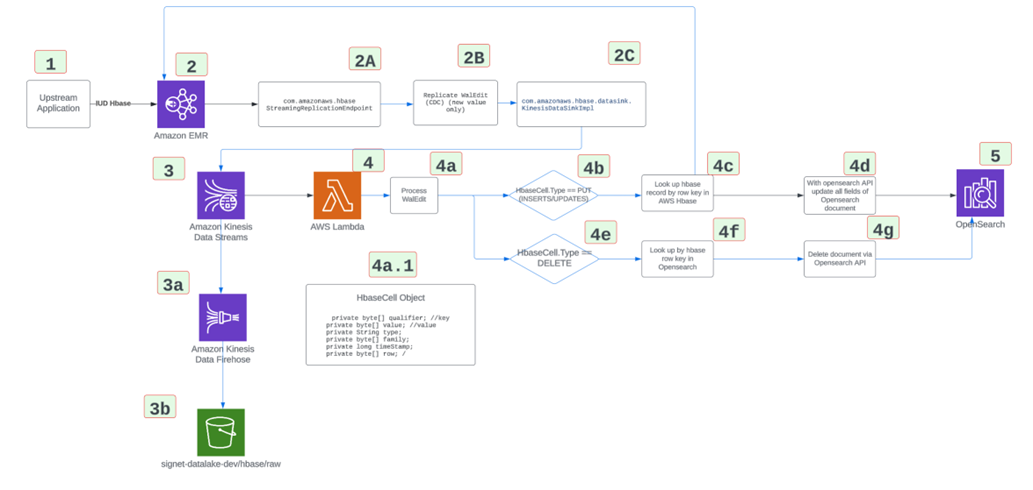 1
2
2A
2B
2C
Upstream
Application
IUD Hbase
Amazon EMR
com.amazonaws.hbase
StreamingReplicationEndpoint
Replicate WalEdit
(CDC) (new value
only)
com.amazonaws.hbase.datasink.
KinesisDataSinkImpl
3
4
4a
4b
4c
4d
5
Amazon Kinesis
Data Streams
AWS Lambda
Process
WalEdit
HbaseCell.Type == PUT
(INSERTS/UPDATES)
Look up hbase
record by row key in
AWS Hbase
With opensearch API
update all fields of
Opensearch
document
OpenSearch
4e
4f
4g
HbaseCell.Type ==
DELETE
Look up by hbase
row key in
Opensearch
Delete document via
Opensearch API
3a
4a.1
Amazon Kinesis
Data Firehose
HbaseCell Object
private byte[] qualifier; //key
private byte[] value; //value
private String type;
private byte[] family;
private long timeStamp;
private byte[] row; /
3b
signet-datalake-dev/hbase/raw